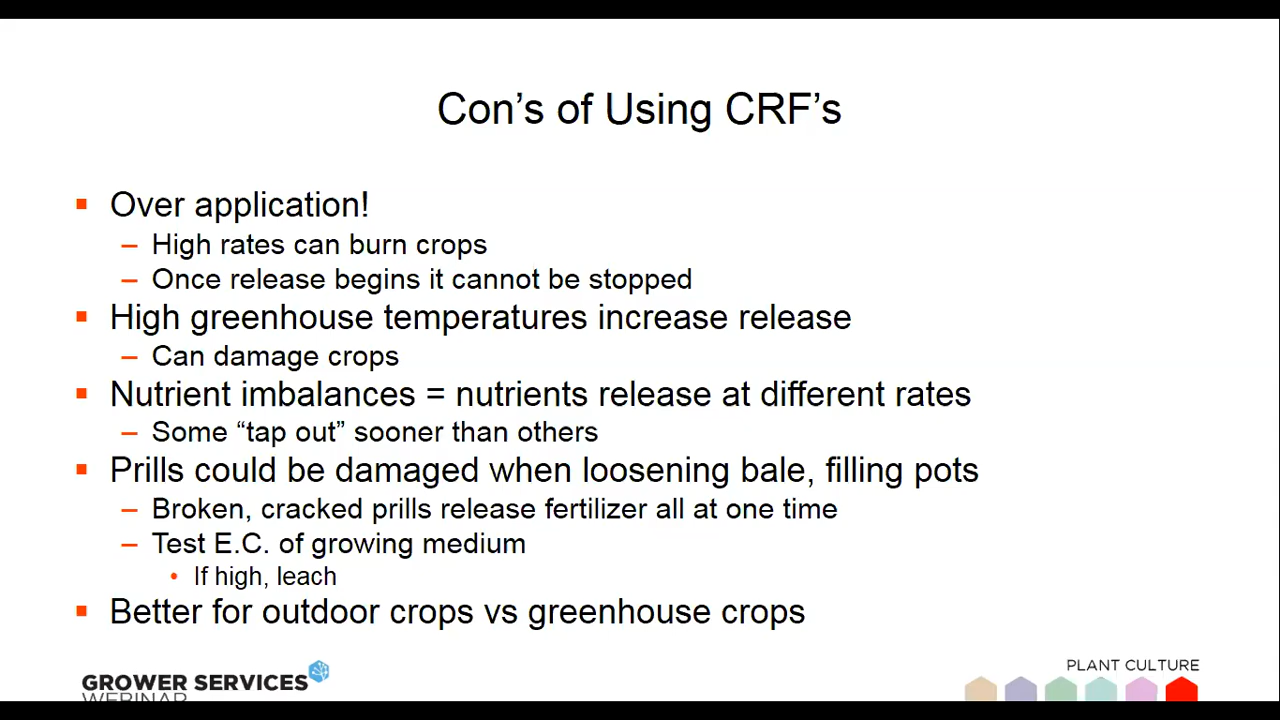 Con’s of Using CRF’s
Over application!
– High rates can burn crops
– Once release begins it cannot be stopped
High greenhouse temperatures increase release
– Can damage crops
Nutrient imbalances = nutrients release at different rates
– Some “tap out” sooner than others
Prills could be damaged when loosening bale, filling pots
– Broken, cracked prills release fertilizer all at one time
– Test E.C. of growing medium
• If high, leach
Better for outdoor crops vs greenhouse crops
PLANT CULTURE
GROWER SERVICES
WEBINAR